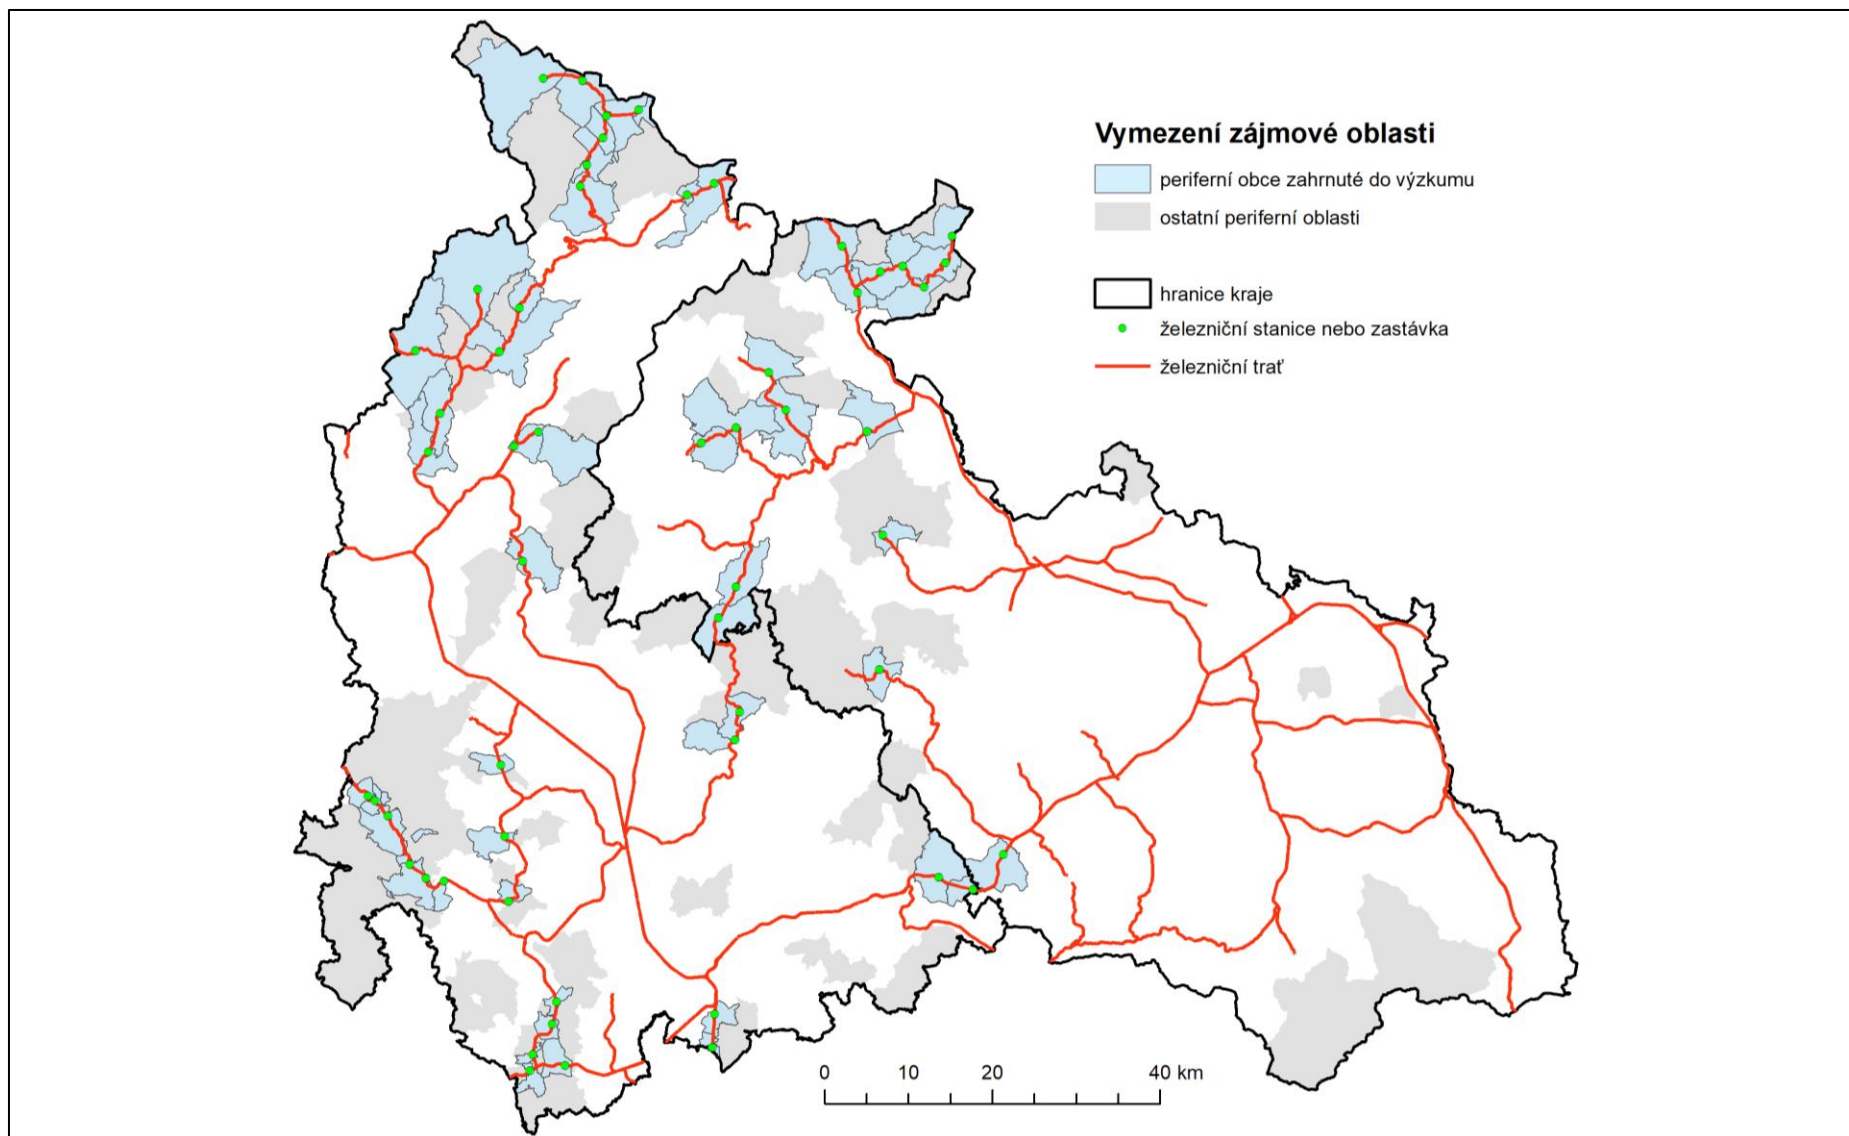 Vymezení zájmové oblasti
periferní obce zahrnuté do výzkumu
ostatní periferní oblasti
hranice kraje
železniční stanice nebo zastávka
železniční trať
0 10 20 40 km